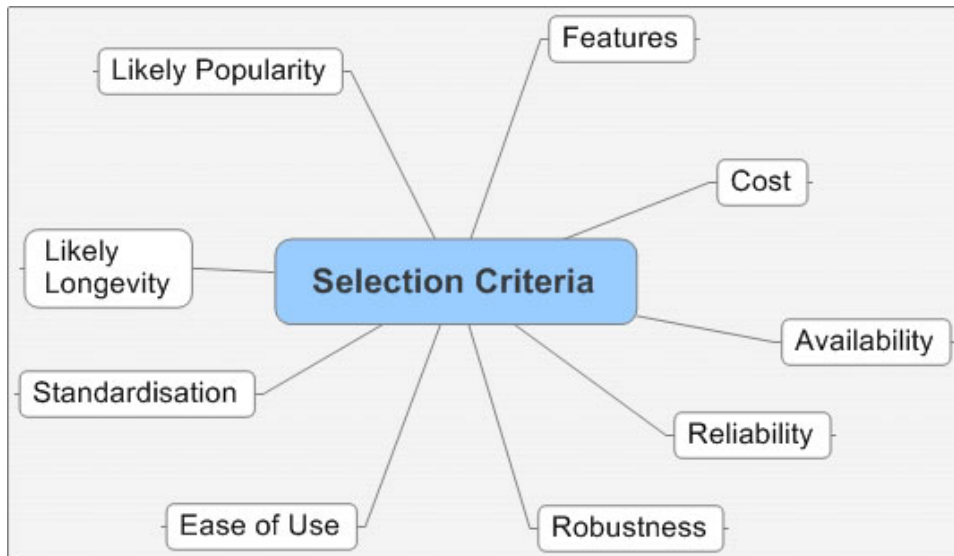 Selection Criteria
Features
Cost
Availability
Reliability
Robustness
Ease of Use
Standardisation
Likely
Longevity
Likely Popularity